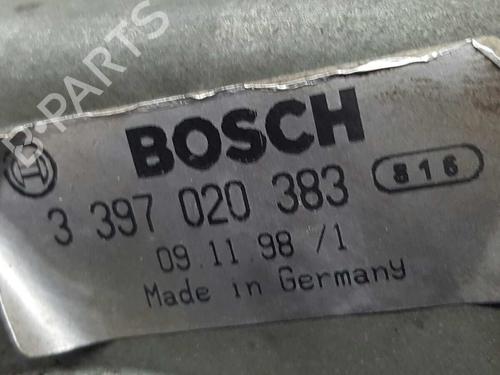 B-PARTS
BOSCH
3 397 020 383 816
09.11.98 /1
Made in Germany